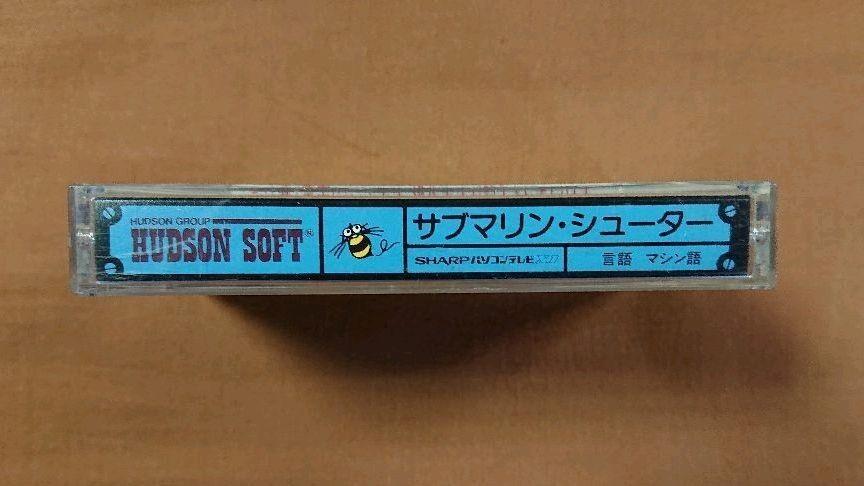 HUDSON GROUP
HUDSON SOFT®
サブマリン・シューター
SHARPパソコンテレビX1
言語 マシン語